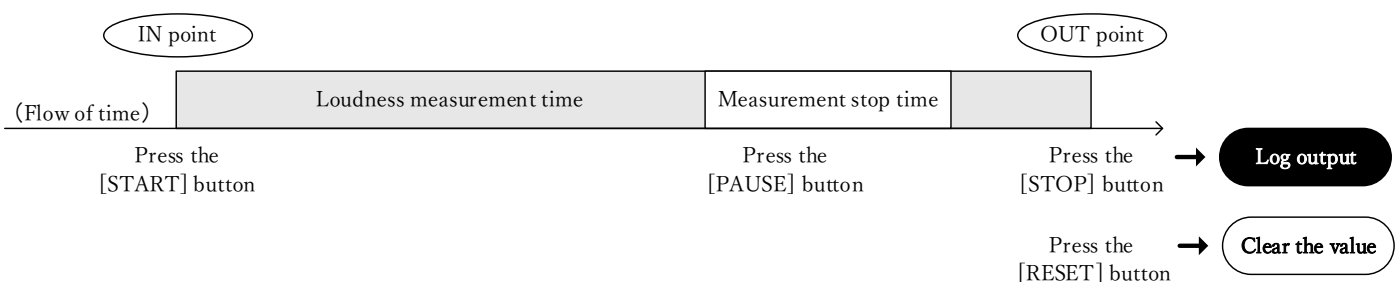 IN point
OUT point
Loudness measurement time
Measurement stop time
(Flow of time)
Press the
[START] button
Press the
[PAUSE] button
Press the
[STOP] button
Log output
Press the
[RESET] button
Clear the value